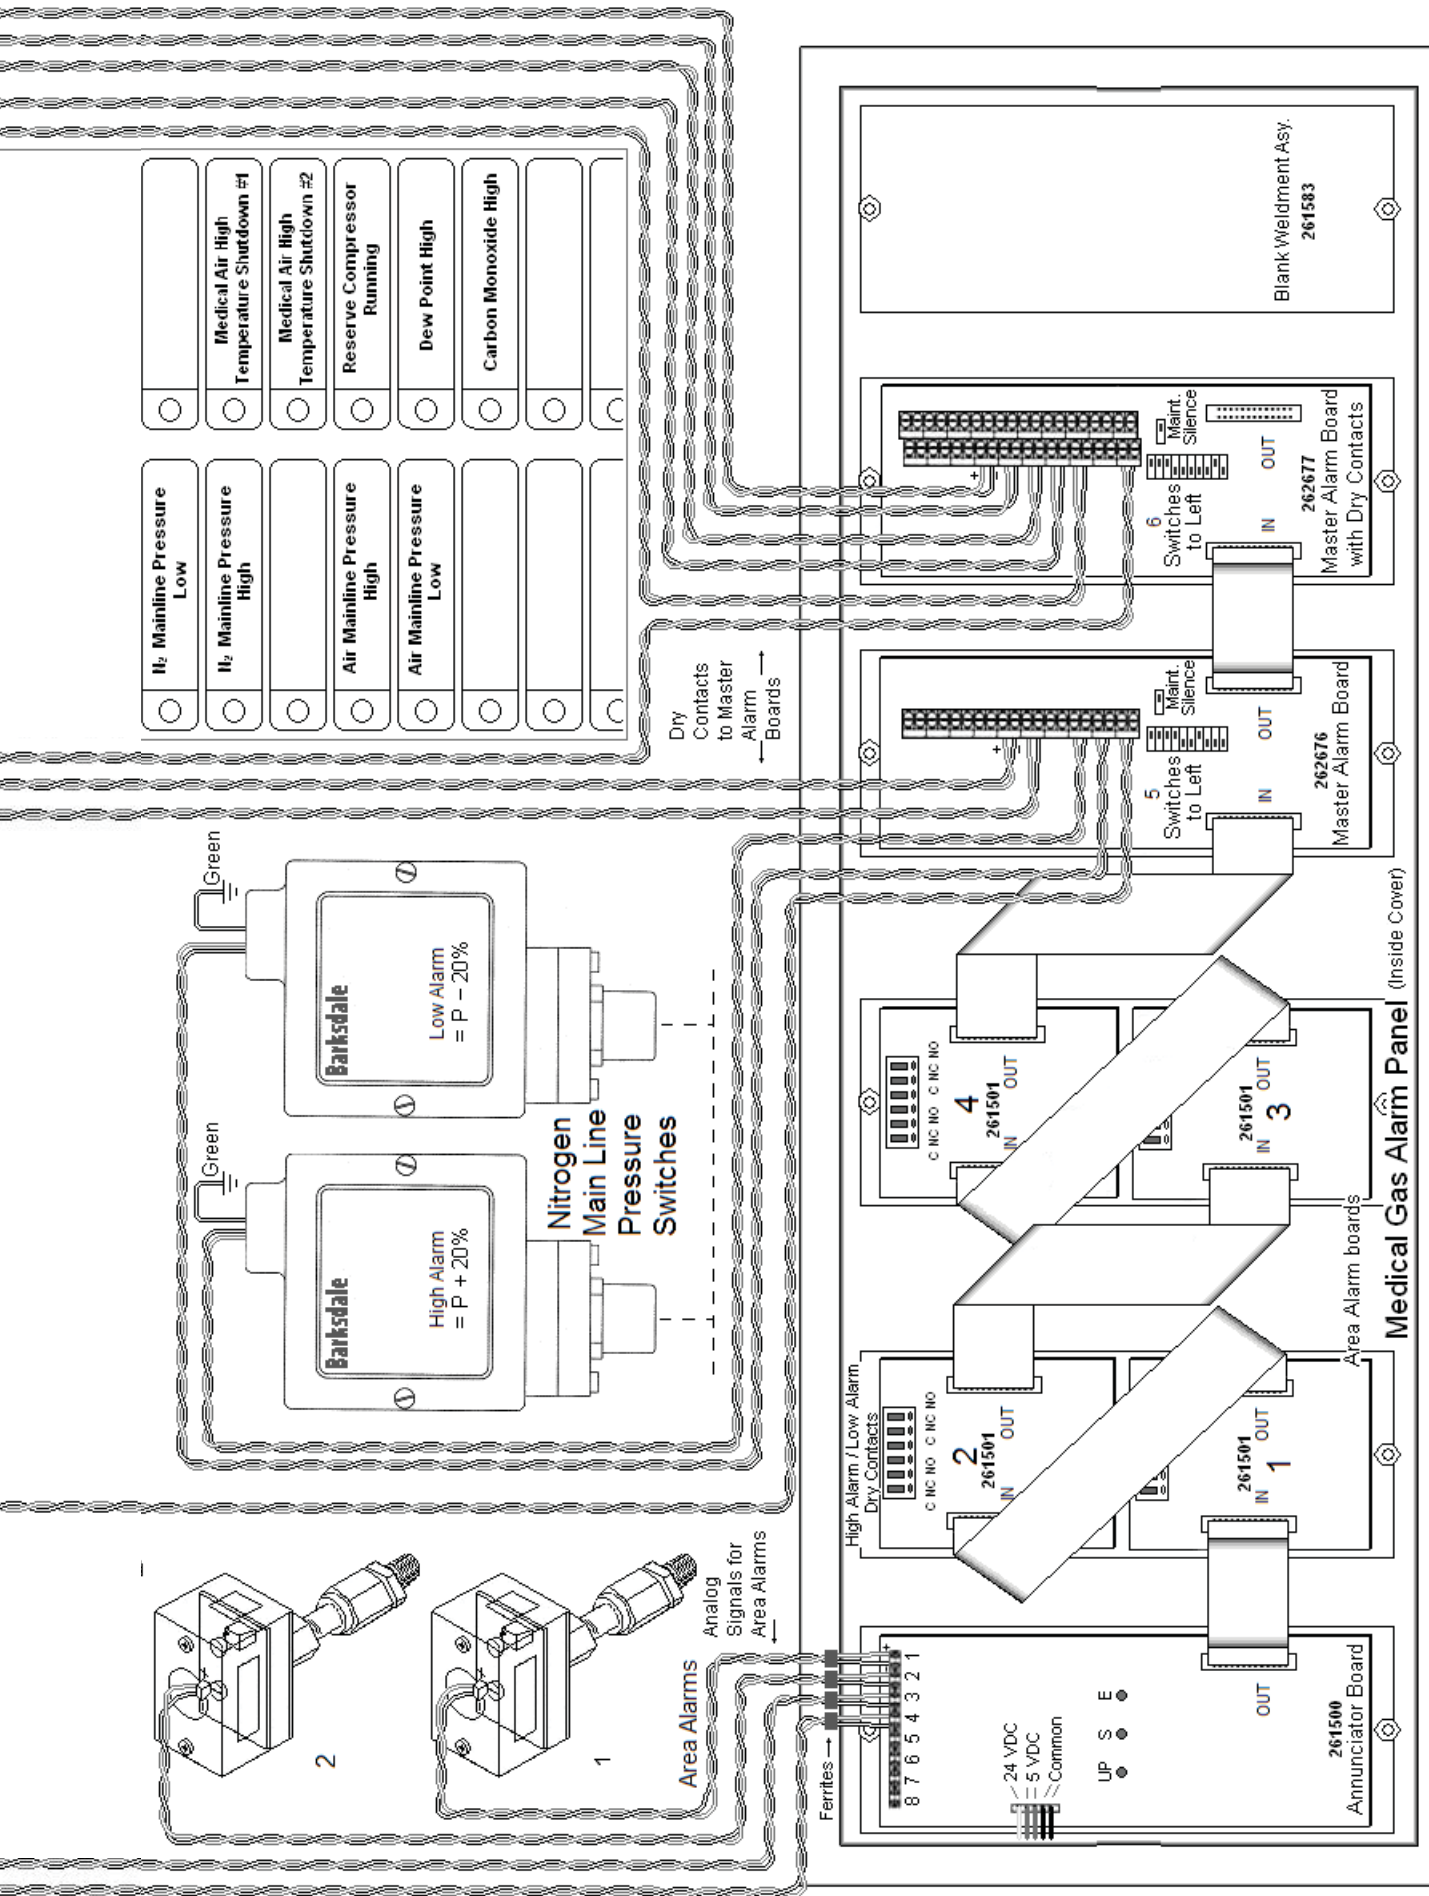 Medical Air High
Temperature Shutdown #1
Medical Air High
Temperature Shutdown #2
Reserve Compressor
Running
Dew Point High
Carbon Monoxide High
N₂ Mainline Pressure
Low
N₂ Mainline Pressure
High
Air Mainline Pressure
High
Air Mainline Pressure
Low
Dry
Contacts
to Master
Alarm
Boards
Green
Barksdale
Low Alarm
= P – 20%
Green
Barksdale
High Alarm
= P + 20%
Nitrogen
Main Line
Pressure
Switches
2
1
Area Alarms
Analog
Signals for
Area Alarms
Ferrites
Blank Weldment Asy.
261583
+
-
Maint.
Silence
6
Switches
to Left
IN
OUT
262677
Master Alarm Board
with Dry Contacts
+
-
Maint.
Silence
5
Switches
to Left
IN
OUT
262676
Master Alarm Board
C NC NO C NC NO
4
261501
IN
OUT
261501
IN
OUT
3
High Alarm / Low Alarm
Dry Contacts
C NC NO C NC NO
2
261501
IN
OUT
261501
IN
OUT
1
Area Alarm boards
Medical Gas Alarm Panel (Inside Cover)
+
8 7 6 5 4 3 2 1
24 VDC
5 VDC
Common
UP S E
OUT
261500
Annunciator Board